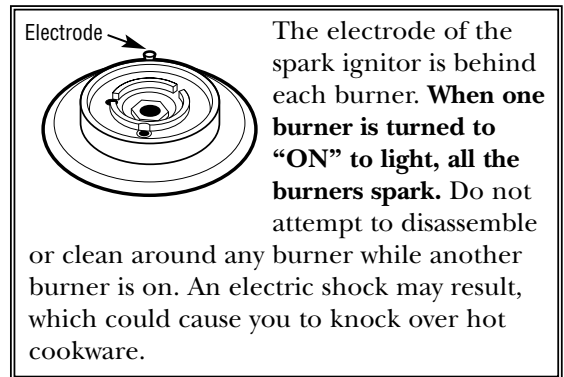 Electrode
The electrode of the
spark ignitor is behind
each burner. When one
burner is turned to
“ON” to light, all the
burners spark. Do not
attempt to disassemble
or clean around any burner while another
burner is on. An electric shock may result,
which could cause you to knock over hot
cookware.